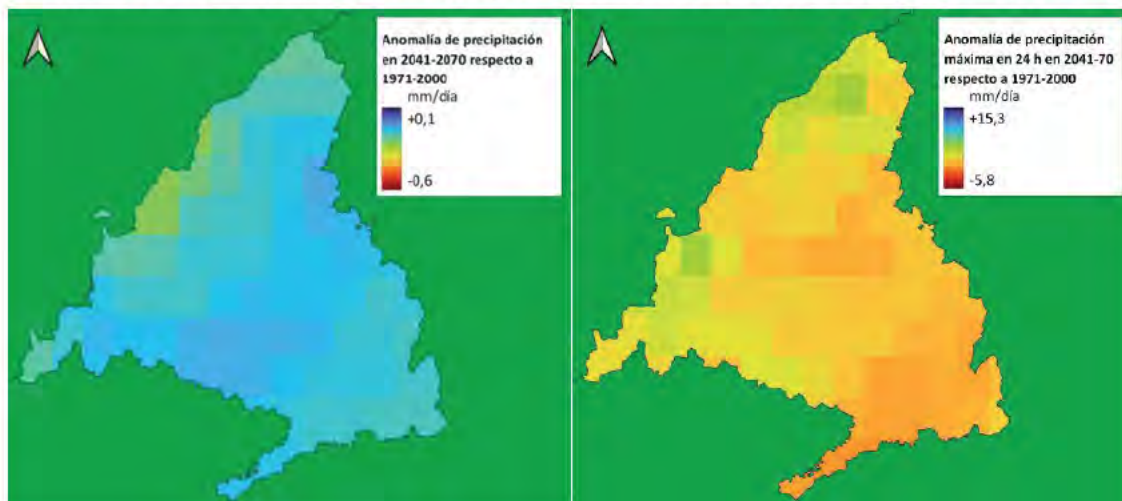 Anomalía de precipitación
en 2041-2070 respecto a
1971-2000
mm/día
+0,1
-0,6
Anomalía de precipitación
máxima en 24 h en 2041-70
respecto a 1971-2000
mm/día
+15,3
-5,8